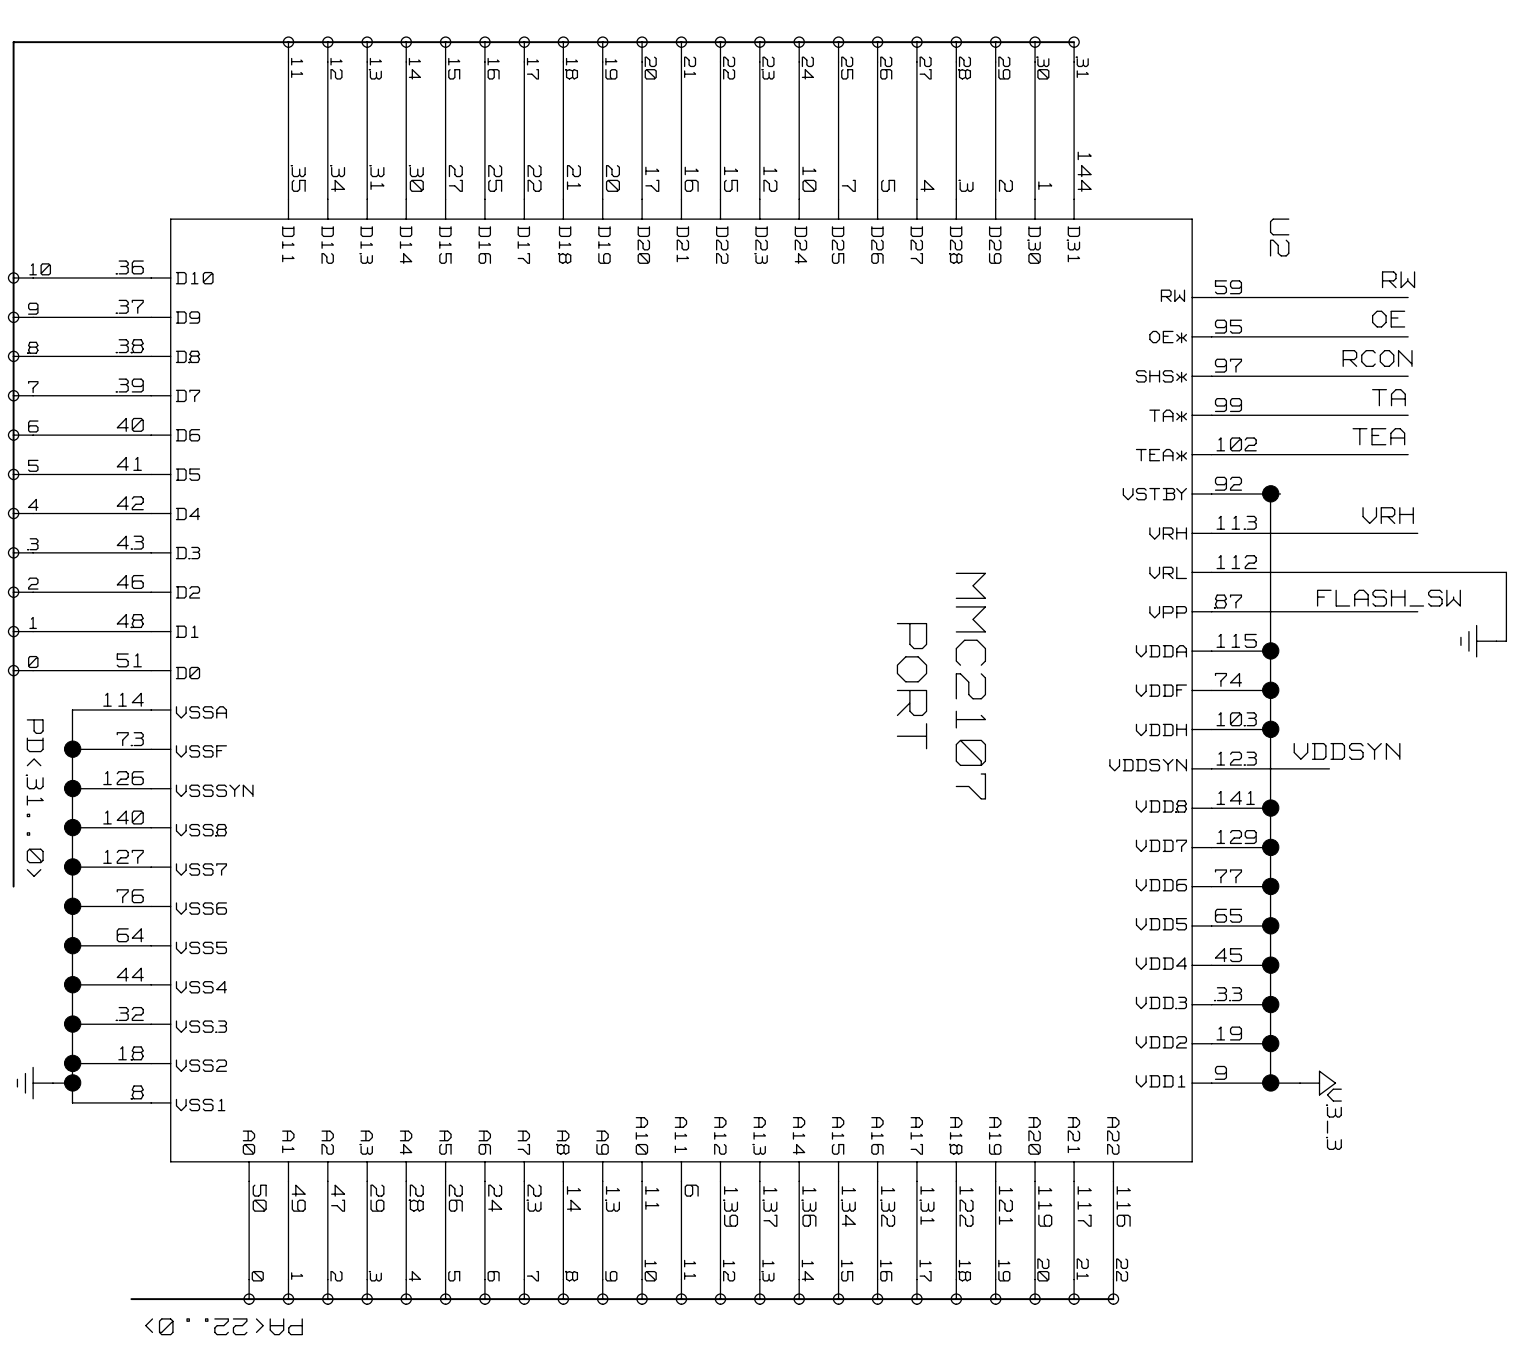 11 12 13 14 15 16 17 18 19 20 21 22 23 24 25 26 27 28 29 30 31
35 34 31 30 27 25 22 21 20 17 16 15 12 10 7 5 4 3 2 1 144
D11 D12 D13 D14 D15 D16 D17 D18 D19 D20 D21 D22 D23 D24 D25 D26 D27 D28 D29 D30 D31
U2
10 36 D10
9 37 D9
8 38 D8
7 39 D7
6 40 D6
5 41 D5
4 42 D4
3 43 D3
2 46 D2
1 48 D1
0 51 D0
114 VSSA
73 VSSF
126 VSSSYN
140 VSS8
127 VSS7
76 VSS6
64 VSS5
44 VSS4
32 VSS3
18 VSS2
8 VSS1
PD<31..0>
MMC2107
PORT
RW 59 RW
OE* 95 OE
SHS* 97 RCON
TA* 99 TA
TEA* 102 TEA
VSTBY 92
VRH 113 VRH
VRL 112
VPP 87 FLASH_SW
VDDA 115
VDDF 74
VDDH 103
VDDSYN 123 VDDSYN
VDD8 141
VDD7 129
VDD6 77
VDD5 65
VDD4 45
VDD3 33
VDD2 19
VDD1 9
V3_3
A0 A1 A2 A3 A4 A5 A6 A7 A8 A9 A10 A11 A12 A13 A14 A15 A16 A17 A18 A19 A20 A21 A22
50 49 47 29 28 26 24 23 14 13 11 6 139 137 136 134 132 131 122 121 119 117 116
0 1 2 3 4 5 6 7 8 9 10 11 12 13 14 15 16 17 18 19 20 21 22
PA<22..0>